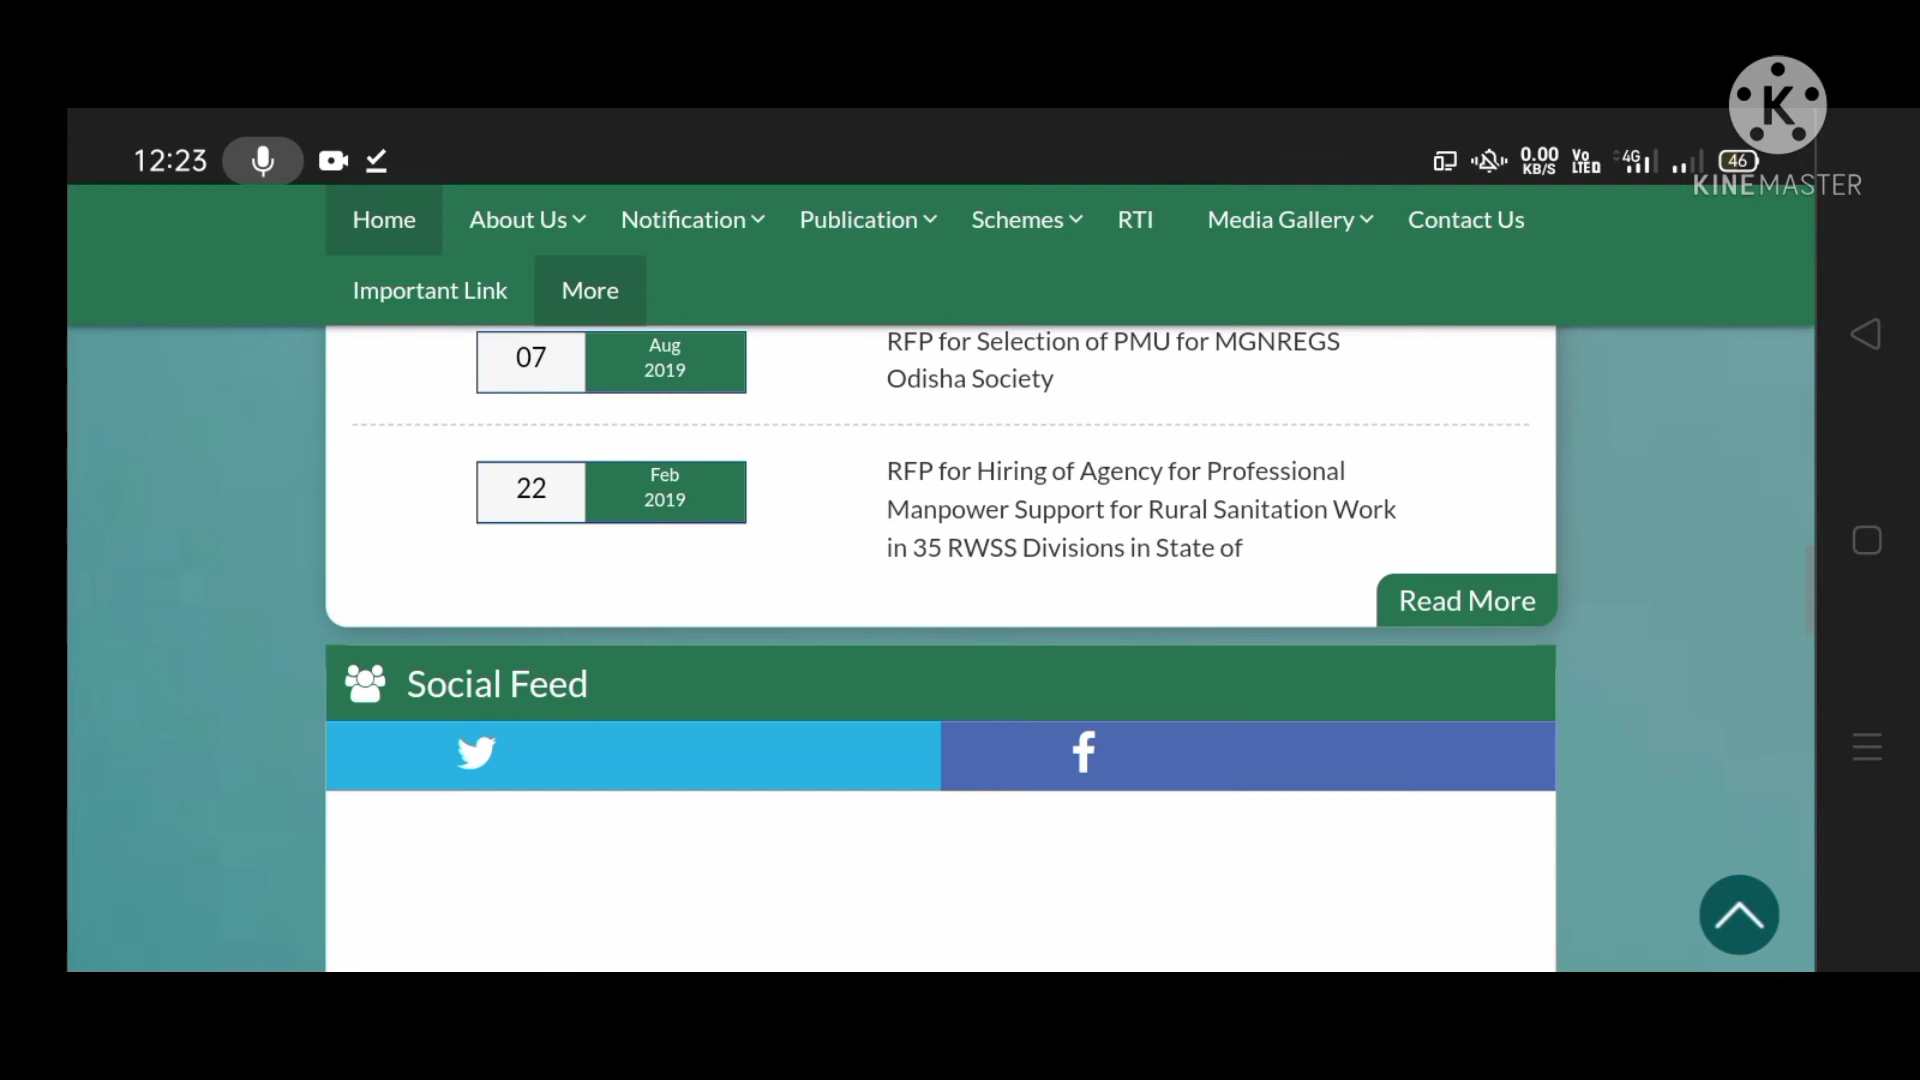 12:23
0.00
KB/S
Vo
LTED
4G
46
KINEMASTER
Home About Us Notification Publication Schemes RTI Media Gallery Contact Us
Important Link More
07 Aug 2019
RFP for Selection of PMU for MGNREGS
Odisha Society
22 Feb 2019
RFP for Hiring of Agency for Professional
Manpower Support for Rural Sanitation Work
in 35 RWSS Divisions in State of
Read More
Social Feed